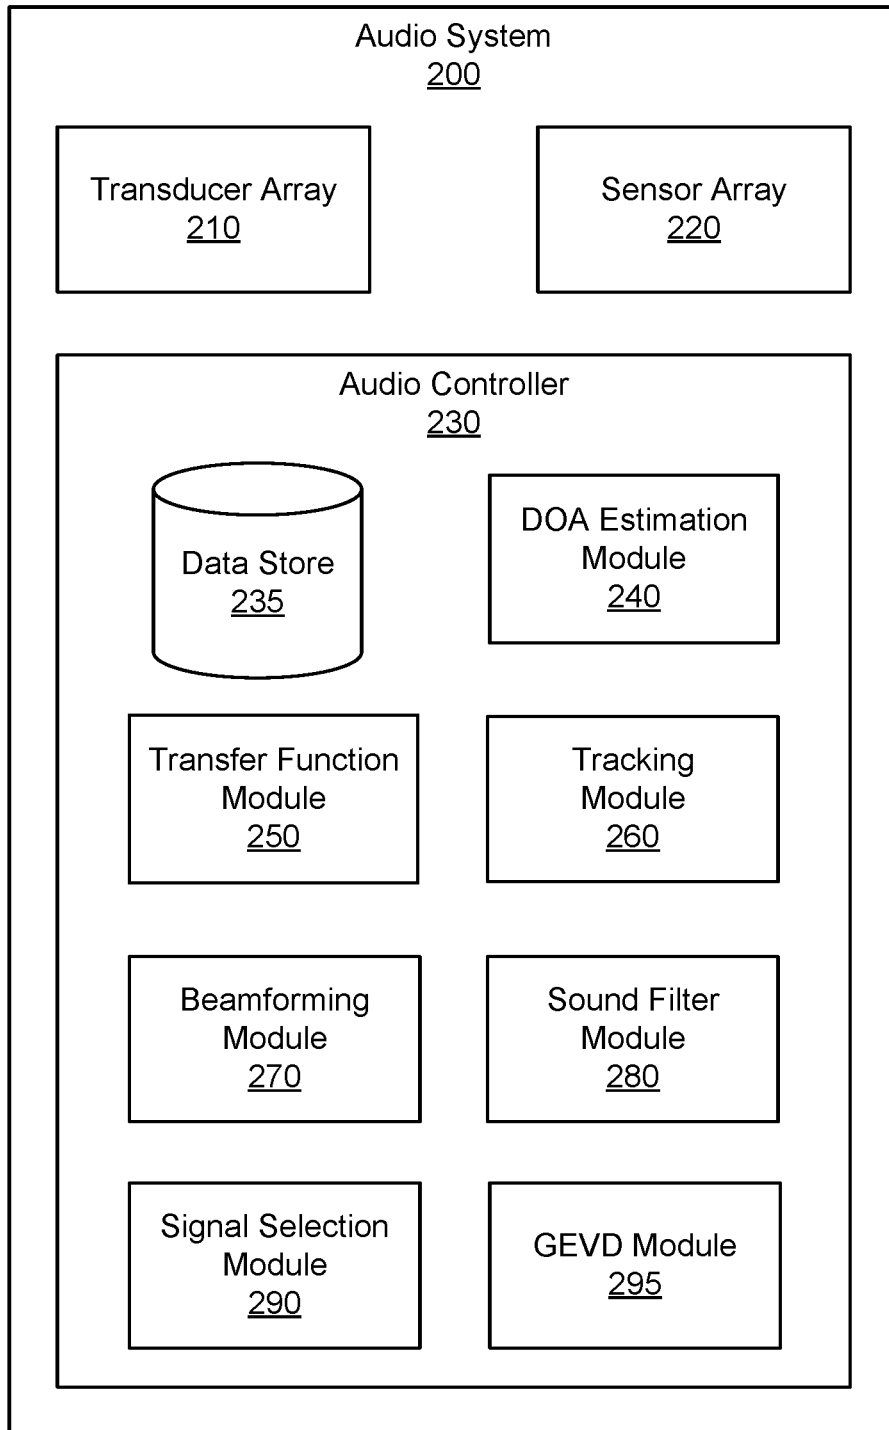 Audio System
200
Transducer Array
210
Sensor Array
220
Audio Controller
230
Data Store
235
DOA Estimation
Module
240
Transfer Function
Module
250
Tracking
Module
260
Beamforming
Module
270
Sound Filter
Module
280
Signal Selection
Module
290
GEVD Module
295